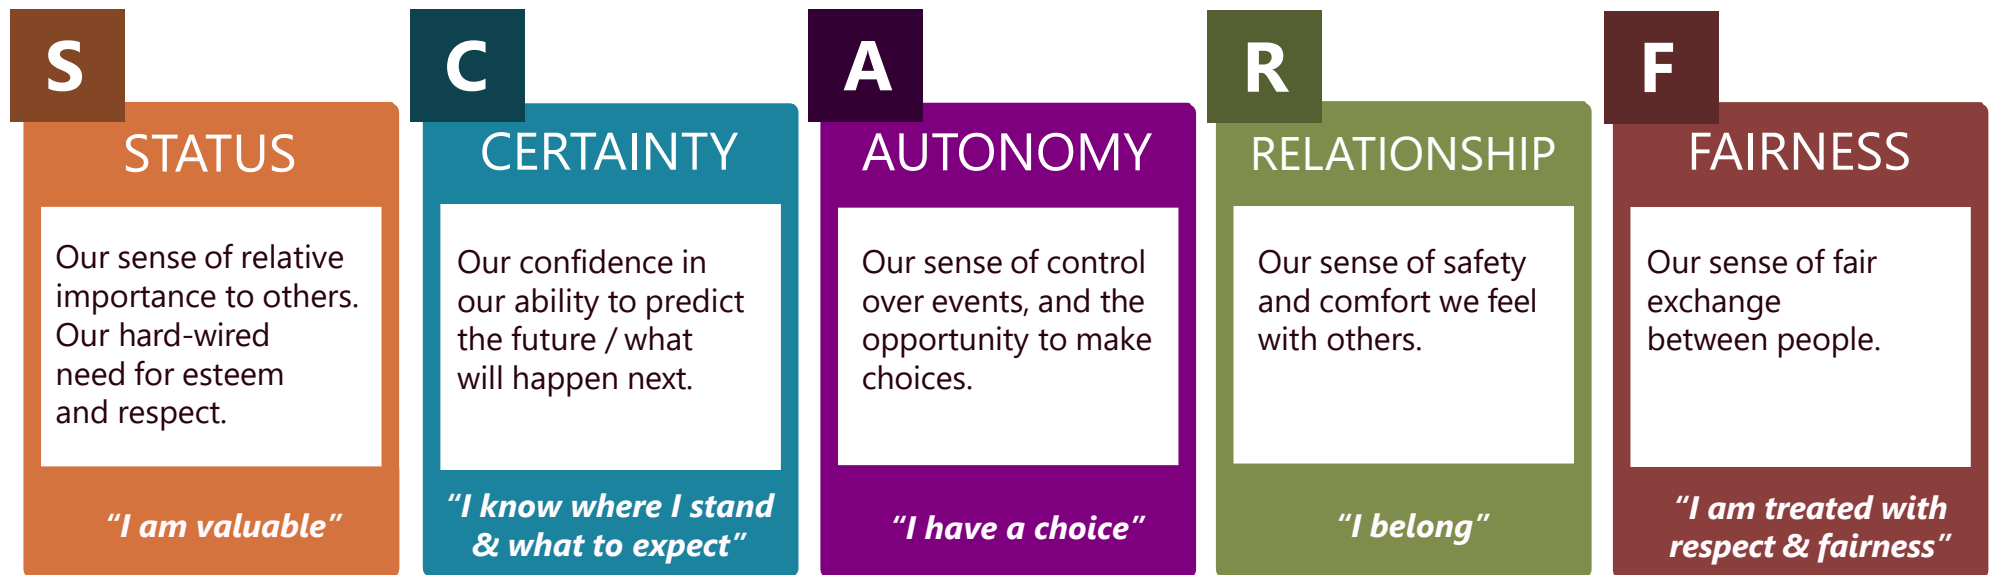 S
STATUS
Our sense of relative
importance to others.
Our hard-wired
need for esteem
and respect.
“I am valuable”
C
CERTAINTY
Our confidence in
our ability to predict
the future / what
will happen next.
“I know where I stand
& what to expect”
A
AUTONOMY
Our sense of control
over events, and the
opportunity to make
choices.
“I have a choice”
R
RELATIONSHIP
Our sense of safety
and comfort we feel
with others.
“I belong”
F
FAIRNESS
Our sense of fair
exchange
between people.
“I am treated with
respect & fairness”